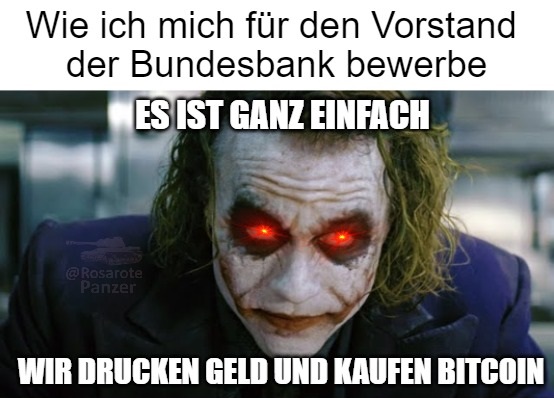 Wie ich mich für den Vorstand
der Bundesbank bewerbe
ES IST GANZ EINFACH
@Rosarote
Panzer
WIR DRUCKEN GELD UND KAUFEN BITCOIN